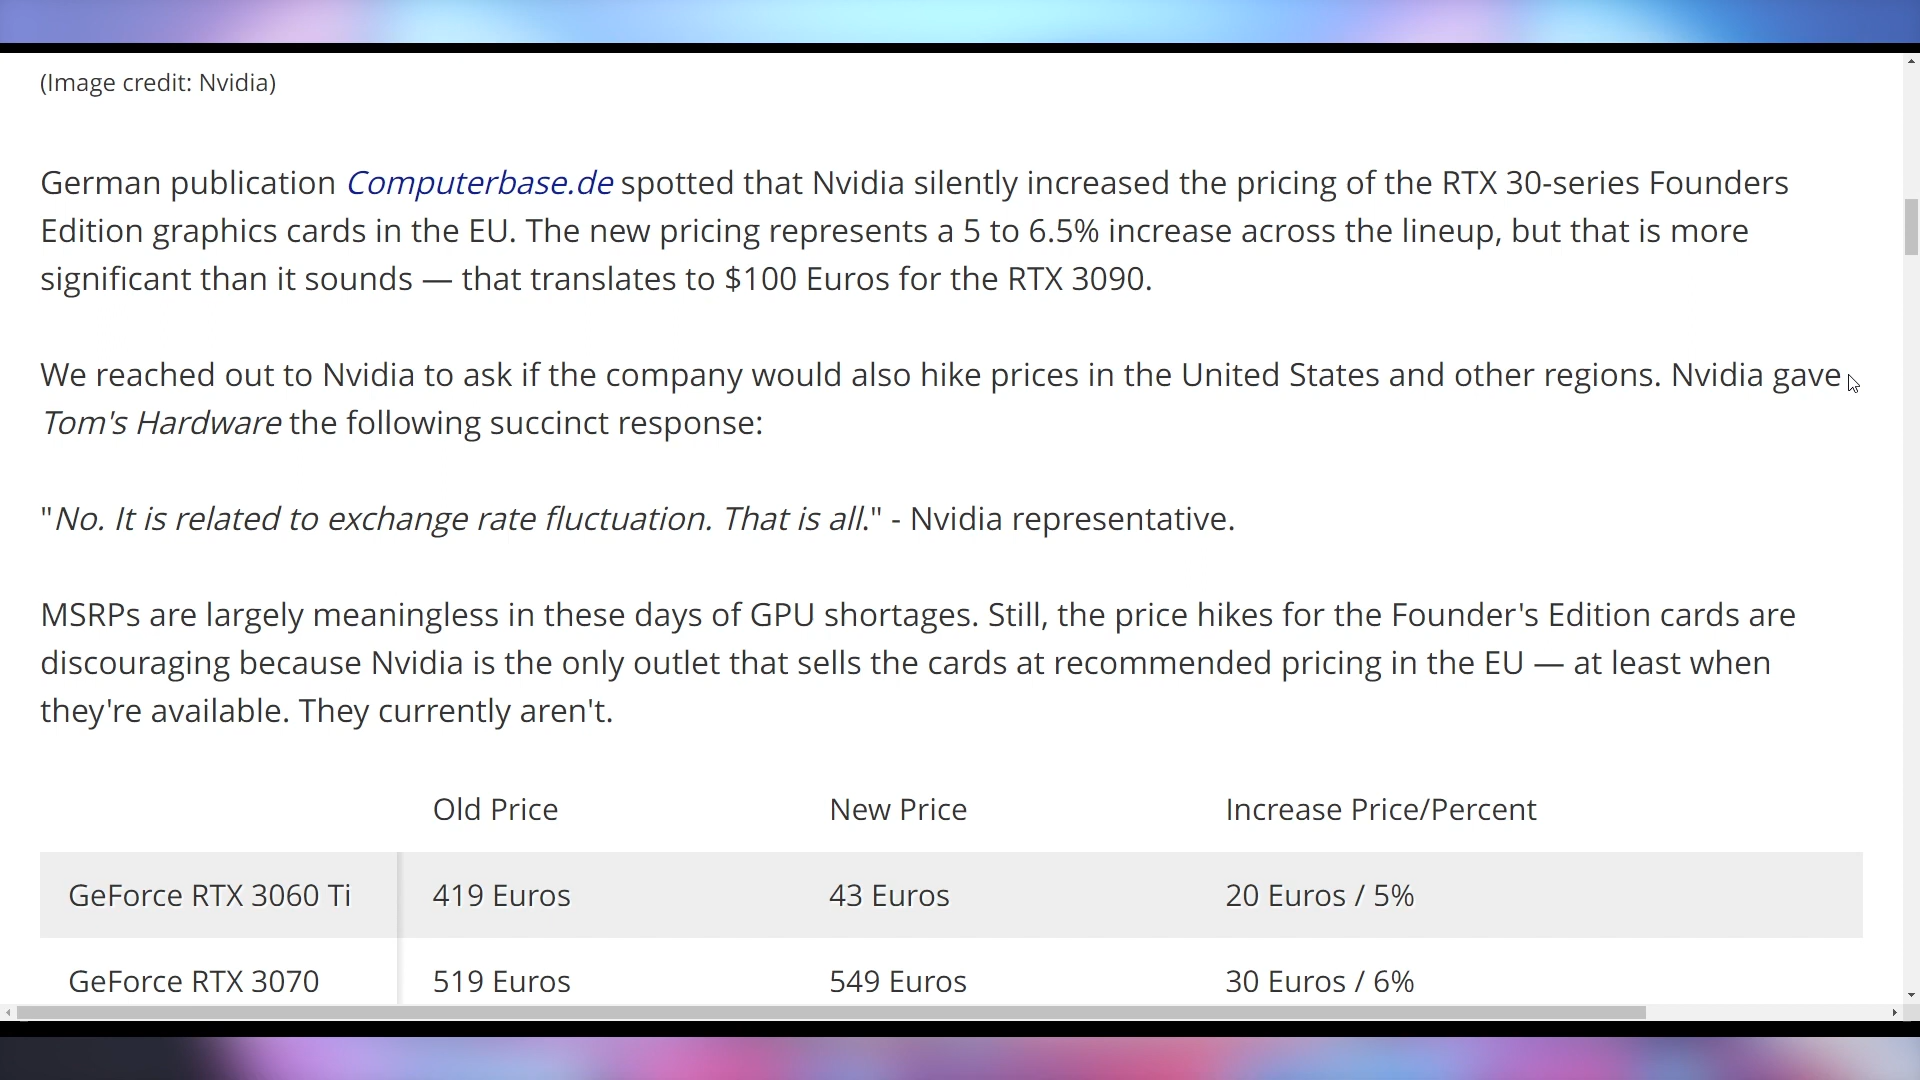 (Image credit: Nvidia)
German publication Computerbase.de spotted that Nvidia silently increased the pricing of the RTX 30-series Founders
Edition graphics cards in the EU. The new pricing represents a 5 to 6.5% increase across the lineup, but that is more
significant than it sounds — that translates to $100 Euros for the RTX 3090.
We reached out to Nvidia to ask if the company would also hike prices in the United States and other regions. Nvidia gave
Tom's Hardware the following succinct response:
"No. It is related to exchange rate fluctuation. That is all." - Nvidia representative.
MSRPs are largely meaningless in these days of GPU shortages. Still, the price hikes for the Founder's Edition cards are
discouraging because Nvidia is the only outlet that sells the cards at recommended pricing in the EU — at least when
they're available. They currently aren't.
Old Price New Price Increase Price/Percent
GeForce RTX 3060 Ti 419 Euros 43 Euros 20 Euros / 5%
GeForce RTX 3070 519 Euros 549 Euros 30 Euros / 6%